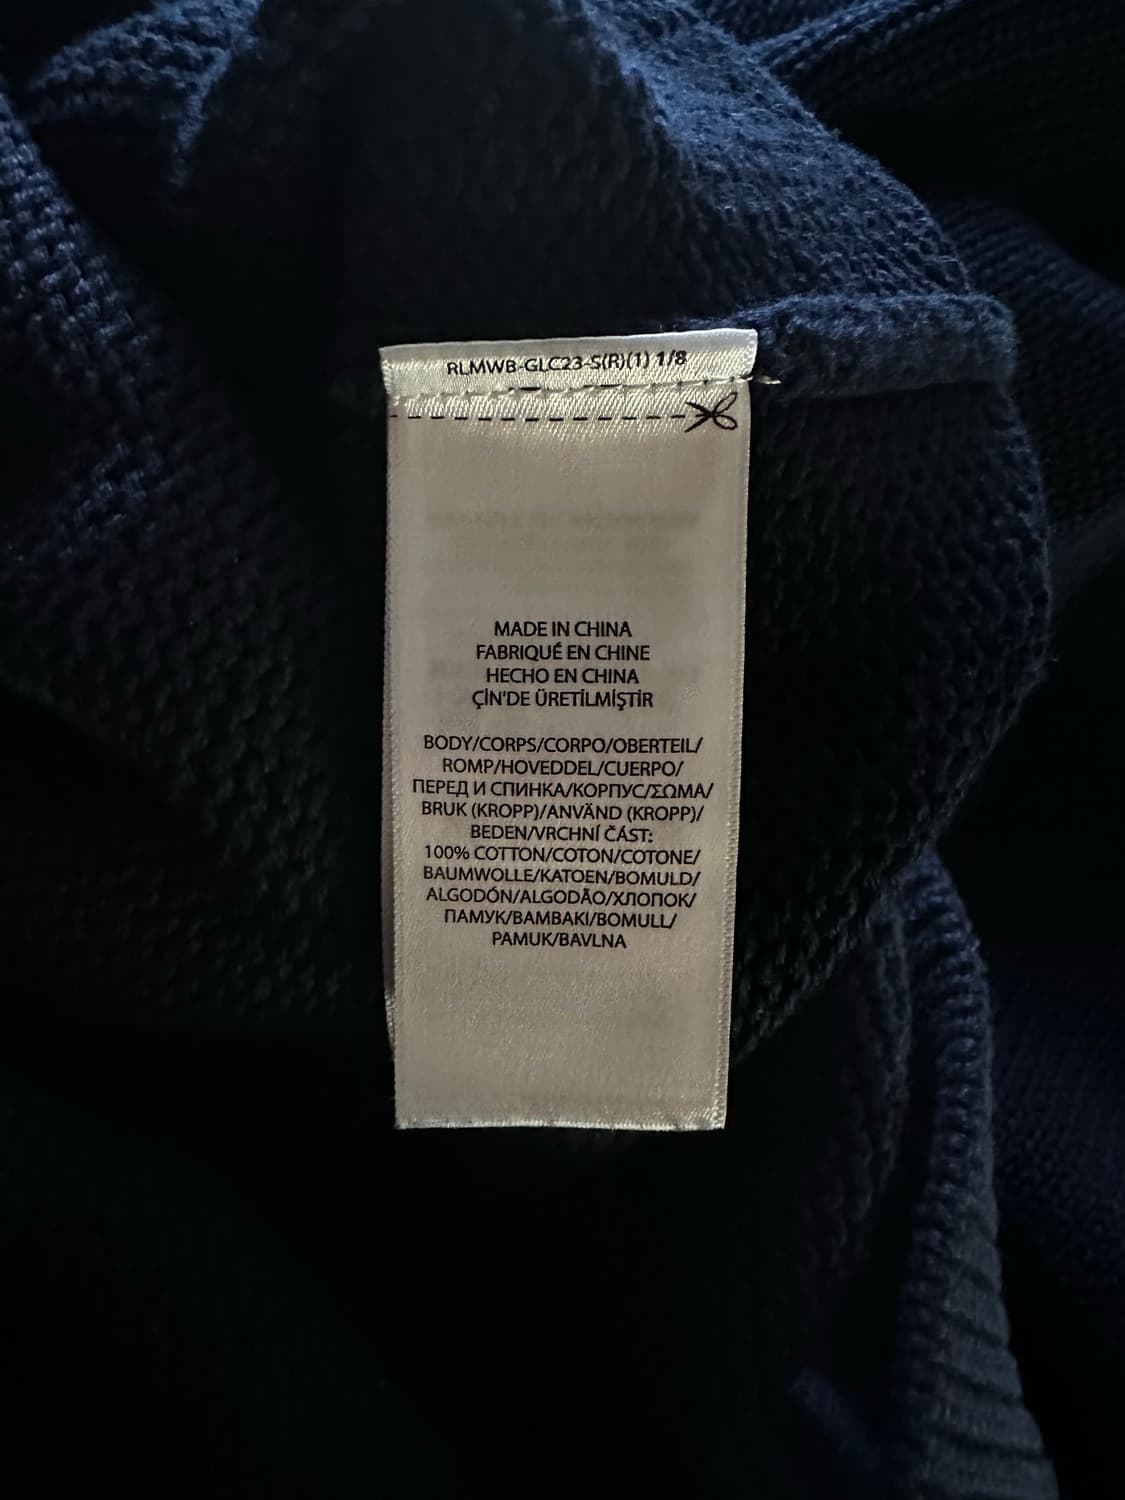 RLMWB-GLC23-S(R)(1) 1/8
MADE IN CHINA
FABRIQUÉ EN CHINE
HECHO EN CHINA
ÇİN'DE ÜRETİLMİŞTİR
BODY/CORPS/CORPO/OBERTEIL/
ROMP/HOVEDDEL/CUERPO/
ПЕРЕД И СПИНКА/КОРПУС/ΣΩΜΑ/
BRUK (KROPP)/ANVÄND (KROPP)/
BEDEN/VRCHNÍ ČÁST:
100% COTTON/COTON/COTONE/
BAUMWOLLE/KATOEN/BOMULD/
ALGODÓN/ALGODÃO/ХЛОПОК/
ПАМУК/ΒΑΜΒΑΚΙ/BOMULL/
PAMUK/BAVLNA